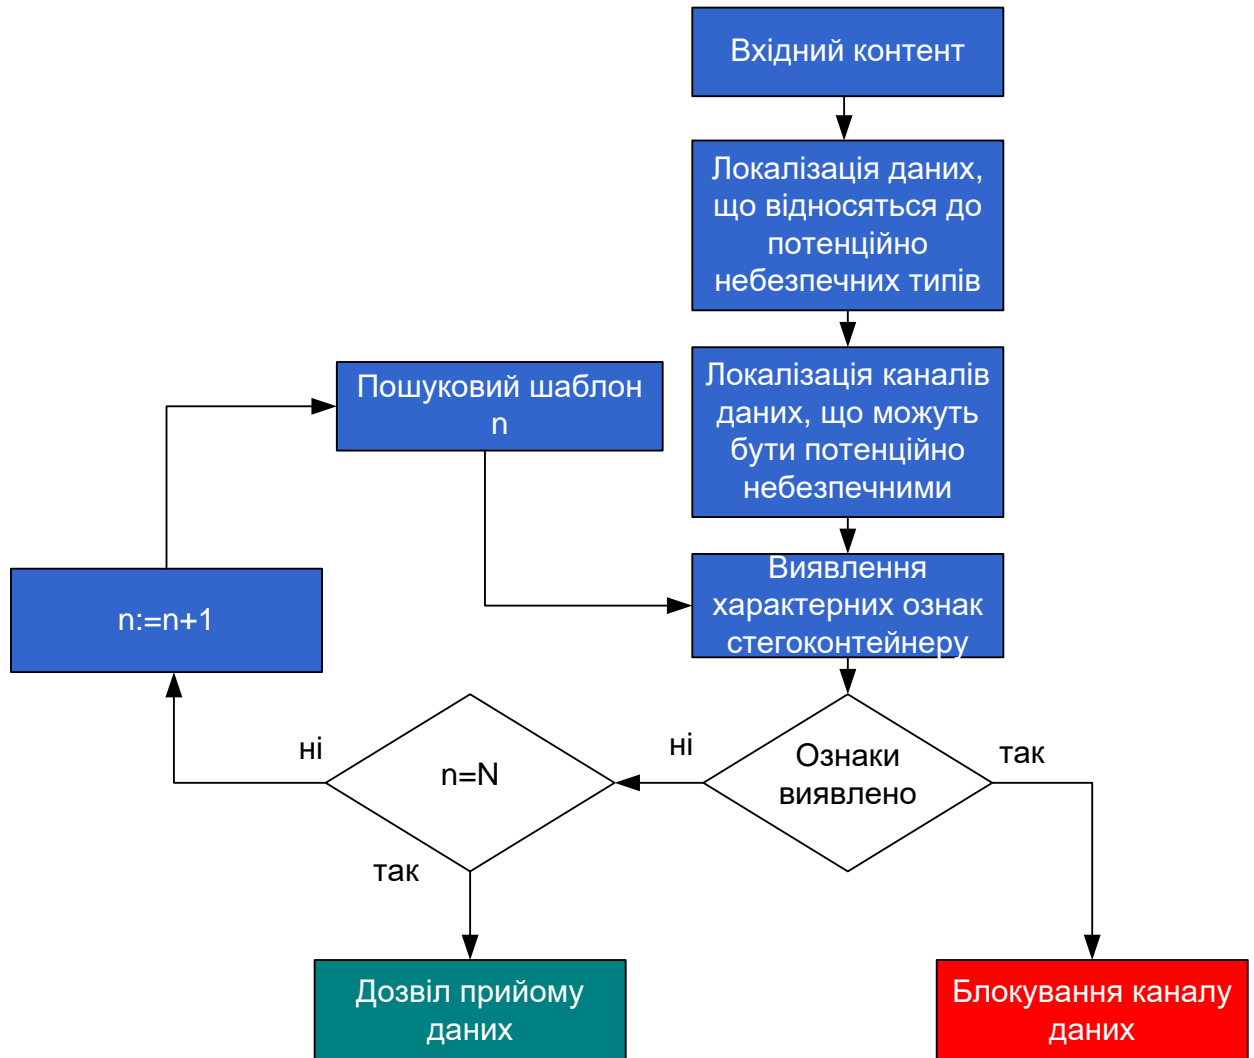 Вхідний контент
Локалізація даних,
що відносяться до
потенційно
небезпечних типів
Локалізація каналів
даних, що можуть
бути потенційно
небезпечними
Пошуковий шаблон
n
Виявлення
характерних ознак
стегоконтейнеру
n:=n+1
ні
n=N
ні
Ознаки
виявлено
так
так
Дозвіл прийому
даних
Блокування каналу
даних